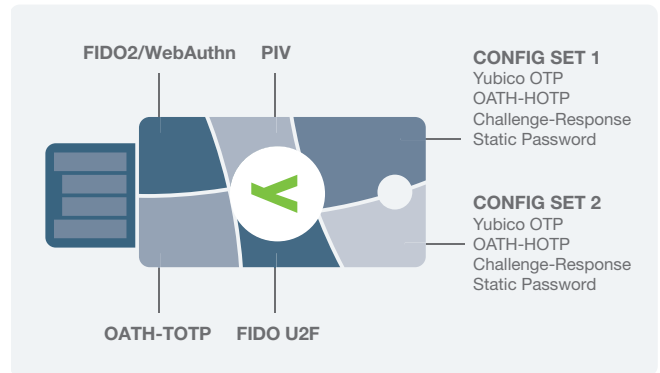 FIDO2/WebAuthn
PIV
CONFIG SET 1
Yubico OTP
OATH-HOTP
Challenge-Response
Static Password
CONFIG SET 2
Yubico OTP
OATH-HOTP
Challenge-Response
Static Password
OATH-TOTP
FIDO U2F